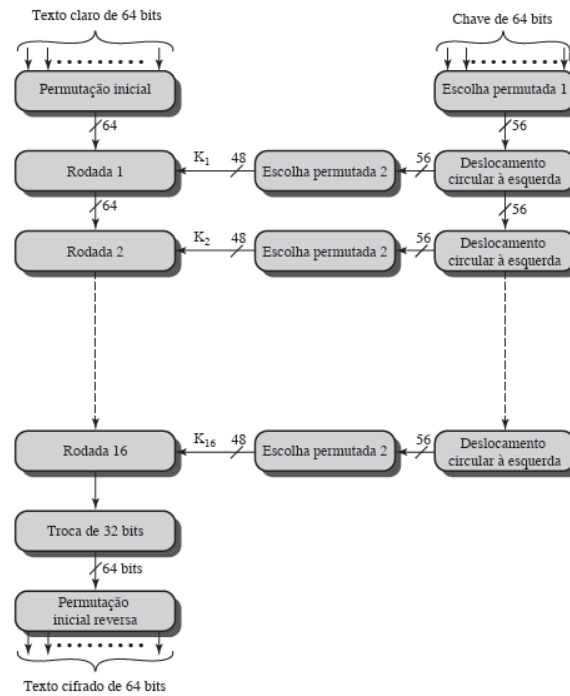 Texto claro de 64 bits
Chave de 64 bits
Permutação inicial
Escolha permutada 1
64
56
Rodada 1
K1
48
Escolha permutada 2
56
Deslocamento
circular à esquerda
64
56
Rodada 2
K2
48
Escolha permutada 2
56
Deslocamento
circular à esquerda
Rodada 16
K16
48
Escolha permutada 2
56
Deslocamento
circular à esquerda
Troca de 32 bits
64 bits
Permutação
inicial reversa
Texto cifrado de 64 bits